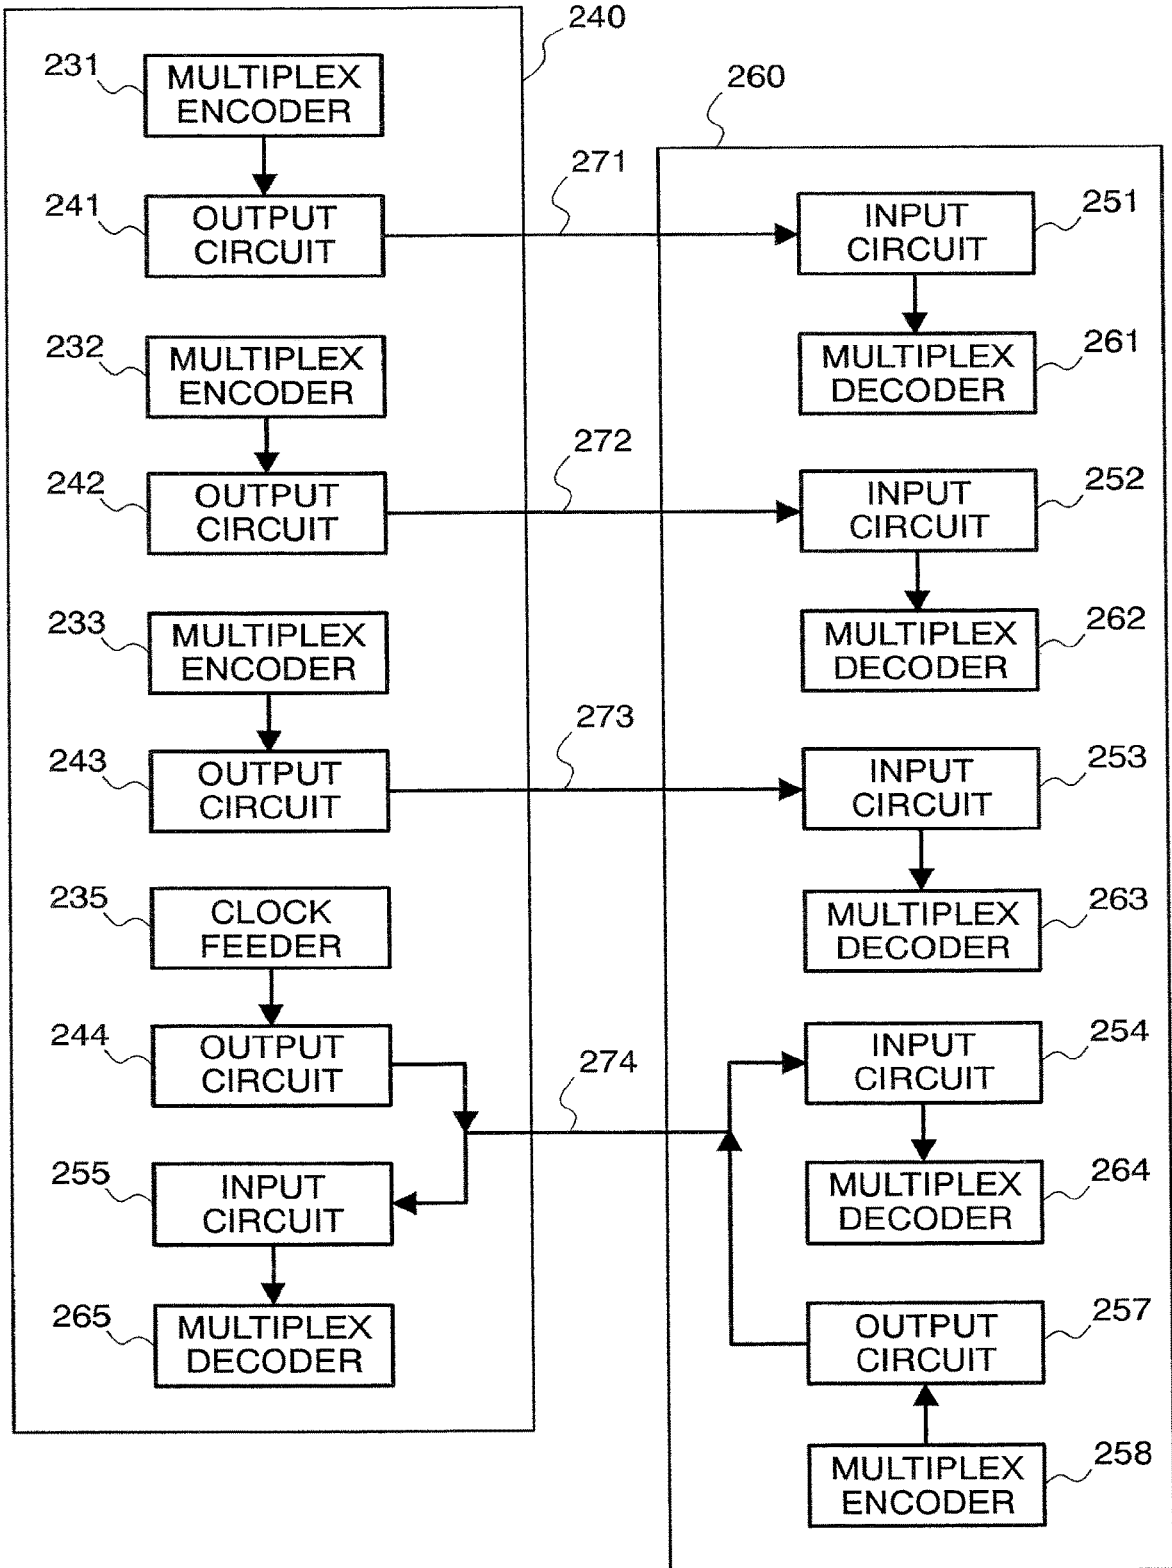 240
231
MULTIPLEX
ENCODER
260
271
241
OUTPUT
CIRCUIT
INPUT
CIRCUIT
251
232
MULTIPLEX
ENCODER
MULTIPLEX
DECODER
261
272
242
OUTPUT
CIRCUIT
INPUT
CIRCUIT
252
233
MULTIPLEX
ENCODER
MULTIPLEX
DECODER
262
273
243
OUTPUT
CIRCUIT
INPUT
CIRCUIT
253
235
CLOCK
FEEDER
MULTIPLEX
DECODER
263
244
OUTPUT
CIRCUIT
274
INPUT
CIRCUIT
254
255
INPUT
CIRCUIT
MULTIPLEX
DECODER
264
265
MULTIPLEX
DECODER
OUTPUT
CIRCUIT
257
MULTIPLEX
ENCODER
258